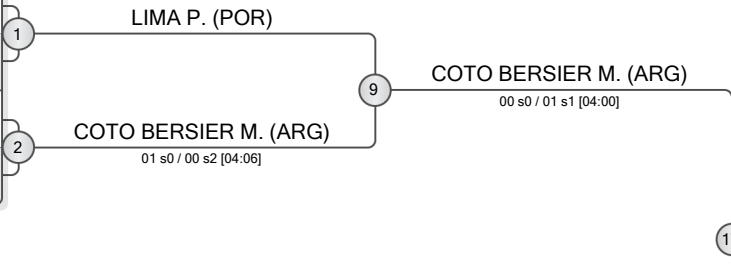 LIMA P. (POR)
1
COTO BERSIER M. (ARG)
9
00 s0 / 01 s1 [04:00]
COTO BERSIER M. (ARG)
2
01 s0 / 00 s2 [04:06]